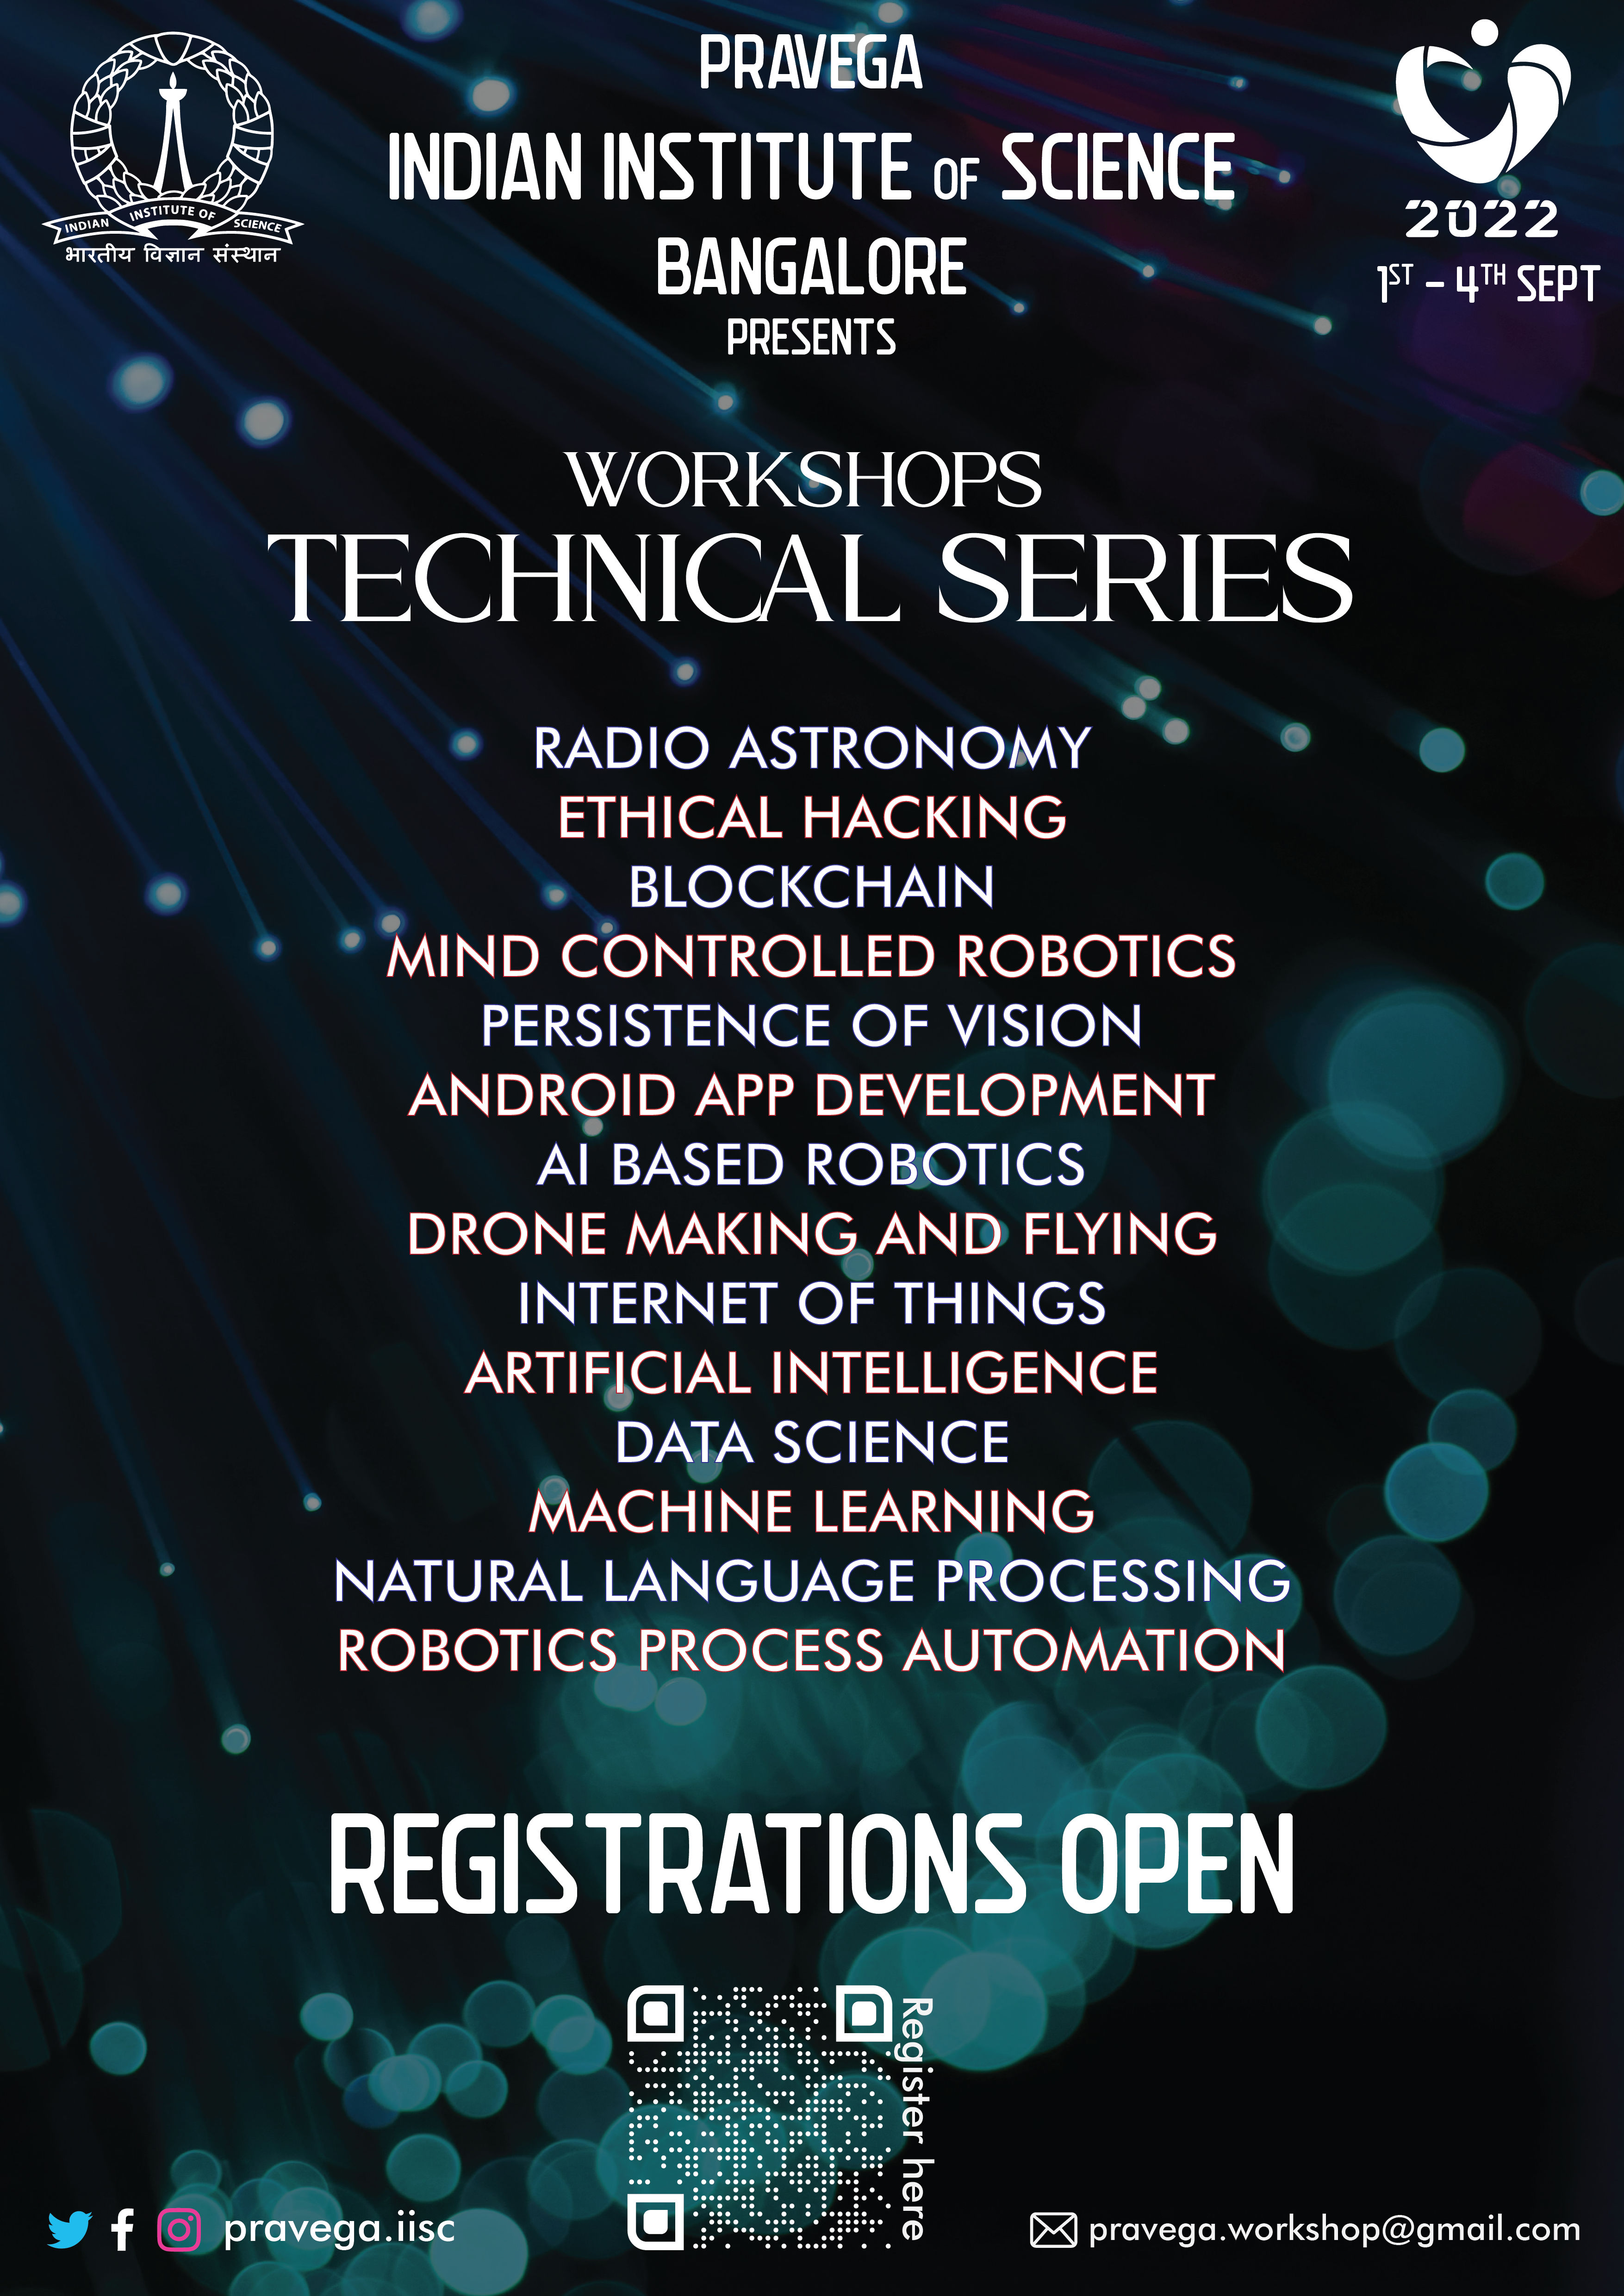 PRAVEGA
INDIAN INSTITUTE OF SCIENCE
BANGALORE
PRESENTS
INDIAN INSTITUTE OF SCIENCE
भारतीय विज्ञान संस्थान
2022
1ST – 4TH SEPT
WORKSHOPS
TECHNICAL SERIES
RADIO ASTRONOMY
ETHICAL HACKING
BLOCKCHAIN
MIND CONTROLLED ROBOTICS
PERSISTENCE OF VISION
ANDROID APP DEVELOPMENT
AI BASED ROBOTICS
DRONE MAKING AND FLYING
INTERNET OF THINGS
ARTIFICIAL INTELLIGENCE
DATA SCIENCE
MACHINE LEARNING
NATURAL LANGUAGE PROCESSING
ROBOTICS PROCESS AUTOMATION
REGISTRATIONS OPEN
Register here
pravega.iisc
pravega.workshop@gmail.com